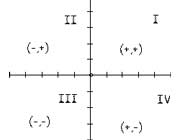 II I
(-,+) (+,+)
III IV
(-,-) (+,-)